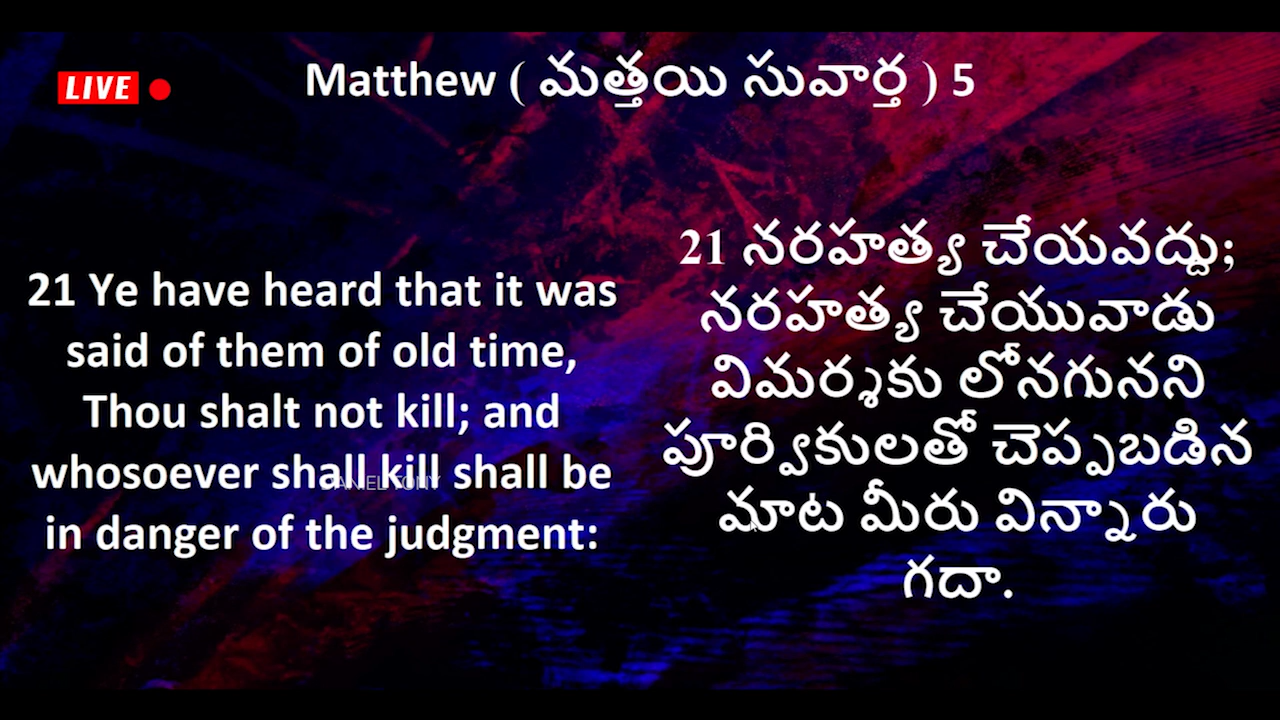 LIVE
Matthew ( మత్తయి సువార్త ) 5
21 Ye have heard that it was
said of them of old time,
Thou shalt not kill; and
whosoever shall kill shall be
in danger of the judgment:
DANIEL TONY
21 నరహత్య చేయవద్దు;
నరహత్య చేయువాడు
విమర్శకు లోనగునని
పూర్వికులతో చెప్పబడిన
మాట మీరు విన్నారు
గదా.